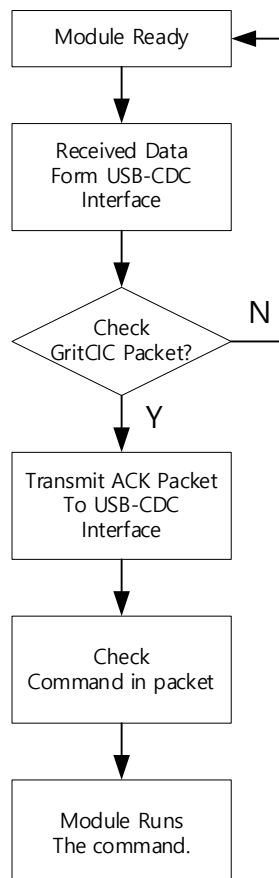 Module Ready
Received Data
Form USB-CDC
Interface
Check
GritCIC Packet?
N
Y
Transmit ACK Packet
To USB-CDC
Interface
Check
Command in packet
Module Runs
The command.